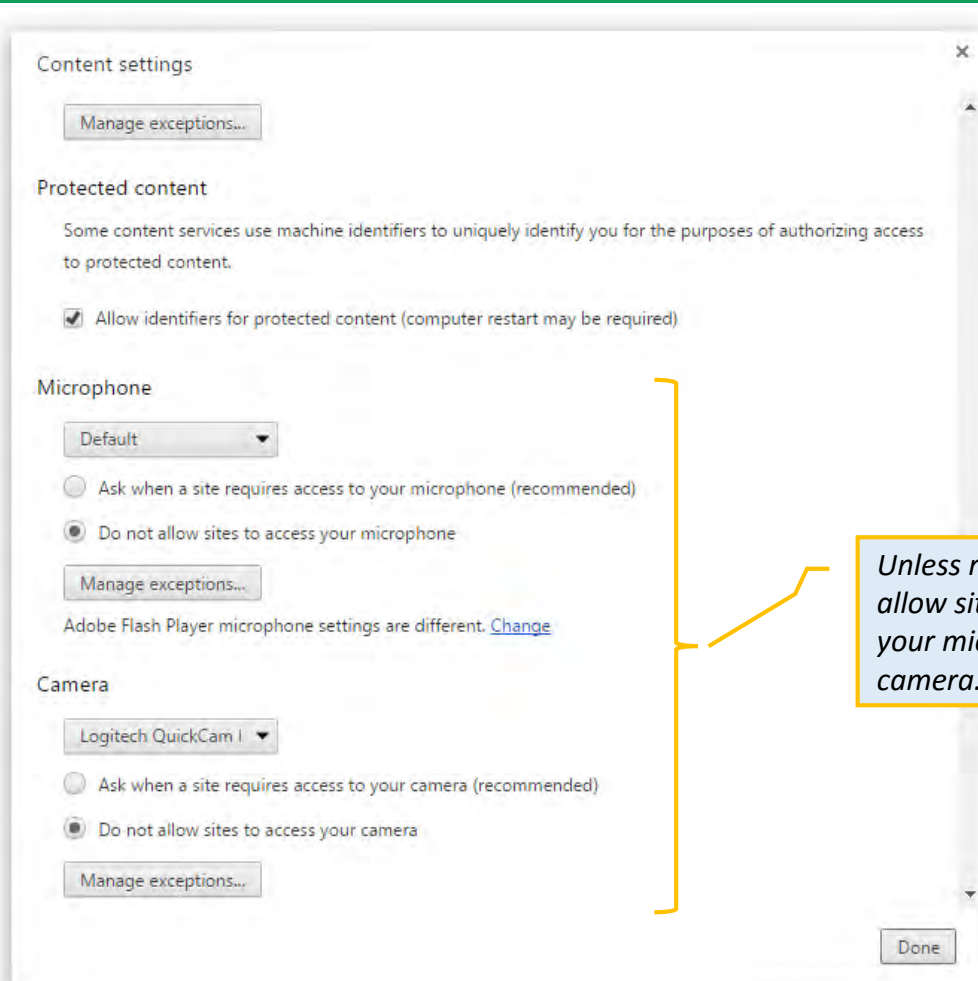 Content settings
Manage exceptions...
Protected content
Some content services use machine identifiers to uniquely identify you for the purposes of authorizing access
to protected content.
Allow identifiers for protected content (computer restart may be required)
Microphone
Default
Ask when a site requires access to your microphone (recommended)
Do not allow sites to access your microphone
Manage exceptions...
Adobe Flash Player microphone settings are different. Change
Camera
Logitech QuickCam
Ask when a site requires access to your camera (recommended)
Do not allow sites to access your camera
Manage exceptions...
Unless
allow
your
camera.
Done